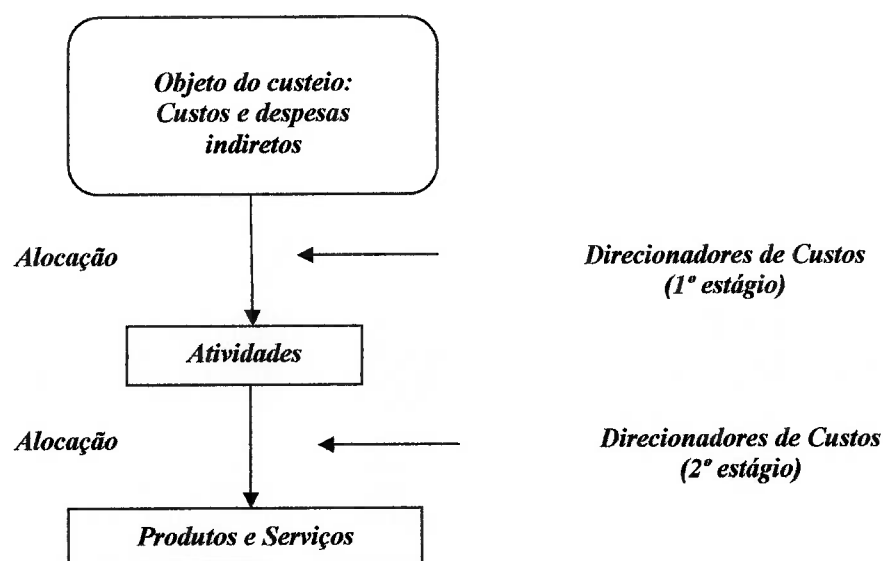 Objeto do custeio:
Custos e despesas
indiretos
Alocação
Direcionadores de Custos
(1º estágio)
Atividades
Alocação
Direcionadores de Custos
(2º estágio)
Produtos e Serviços